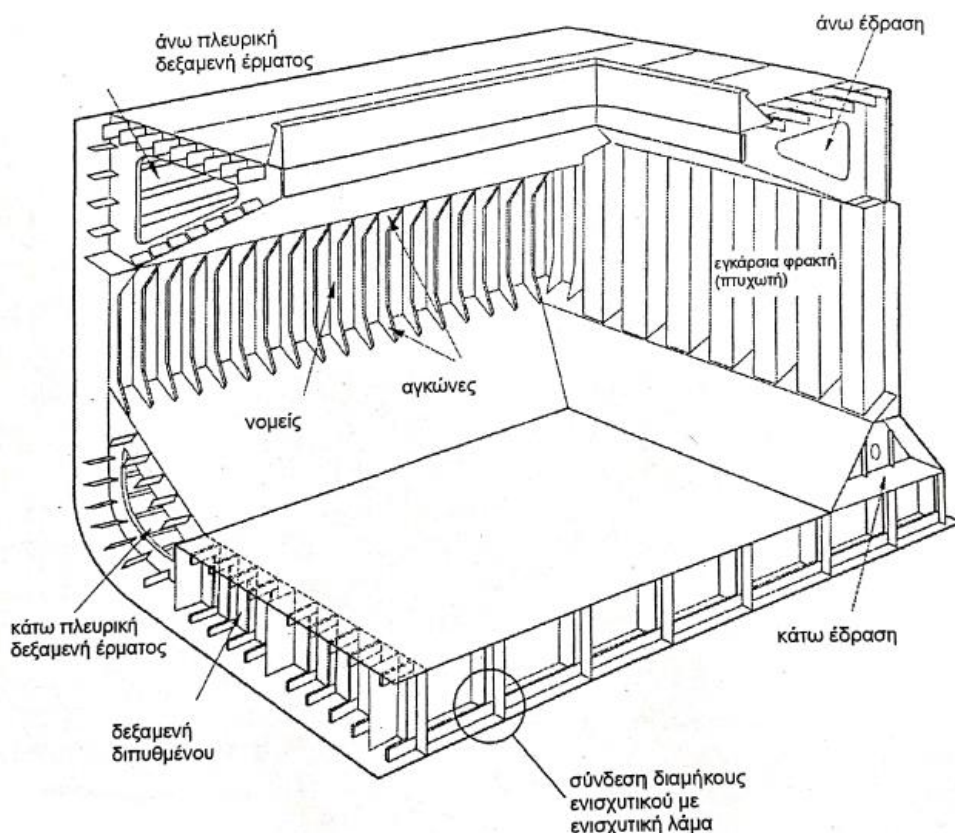 άνω πλευρική
δεξαμενή έρματος
άνω έδραση
εγκάρσια φρακτή
(πτυχωτή)
αγκώνες
νομείς
κάτω πλευρική
δεξαμενή έρματος
κάτω έδραση
δεξαμενή
διπυθμένου
σύνδεση διαμήκους
ενισχυτικού με
ενισχυτική λάμα